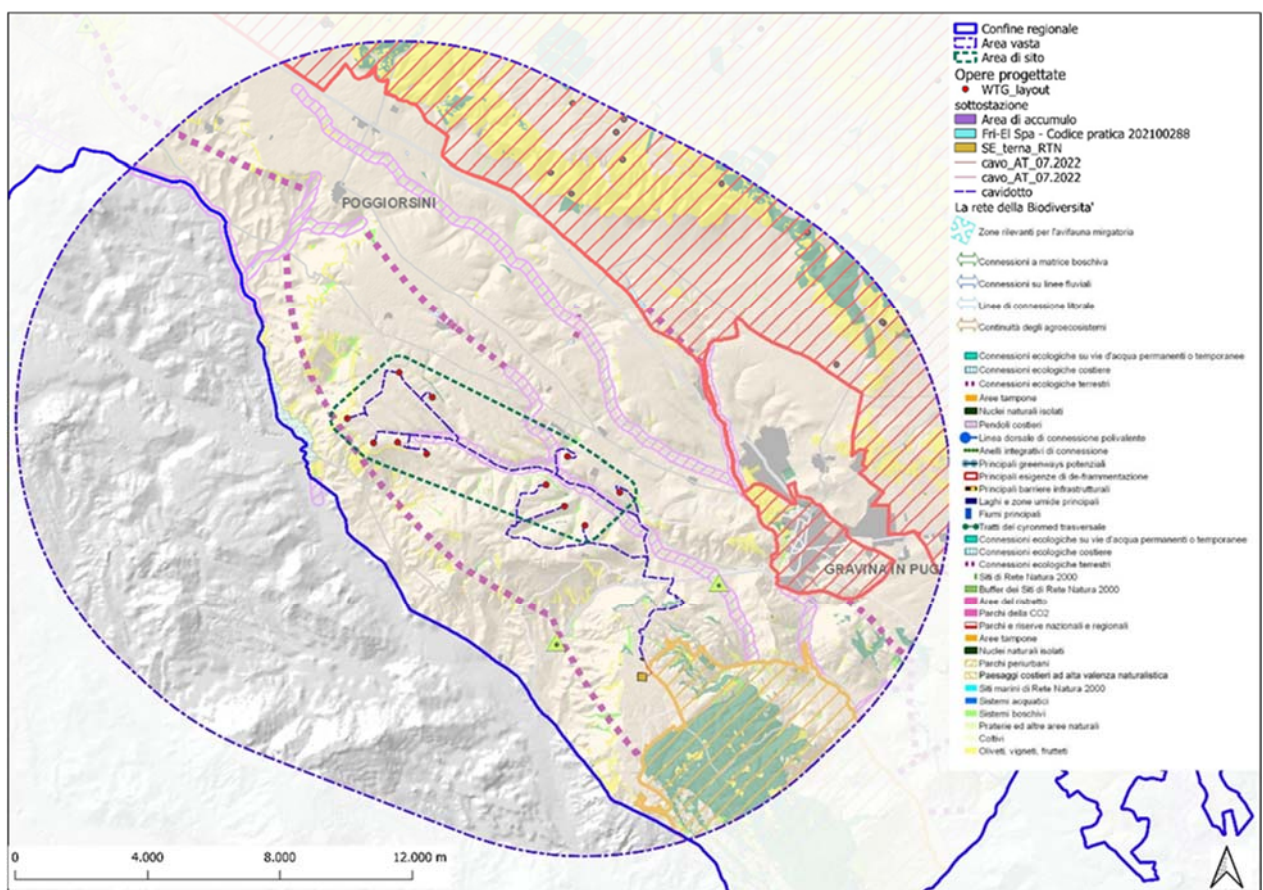 Confine regionale
Area vasta
Area di sito
Opere progettate
WTG_layout
sottostazione
Area di accumulo
Fri-El Spa - Codice pratica 202100288
SE_terna_RTN
cavo_AT_07.2022
cavo_AT_07.2022
cavidotto
La rete della Biodiversita'
Zone rilevanti per l'avifauna mirgatoria
Connessioni a matrice boschiva
Connessioni su linee fluviali
Linee di connessione litorale
Continuità degli agroecosistemi
Connessioni ecologiche su vie d'acqua permanenti o temporanee
Connessioni ecologiche costiere
Connessioni ecologiche terrestri
Aree tampone
Nuclei naturali isolati
Pendoli costieri
Linea dorsale di connessione polivalente
Anelli integrativi di connessione
Principali greenways potenziali
Principali esigenze di de-frammentazione
Principali barriere infrastrutturali
Laghi e zone umide principali
Fiumi principali
Tratti del cyronmed trasversale
Connessioni ecologiche su vie d'acqua permanenti o temporanee
Connessioni ecologiche costiere
Connessioni ecologiche terrestri
Siti di Rete Natura 2000
Buffer dei Siti di Rete Natura 2000
Aree del ristretto
Parchi della CO2
Parchi e riserve nazionali e regionali
Aree tampone
Nuclei naturali isolati
Parchi periurbani
Paesaggi costieri ad alta valenza naturalistica
Siti marini di Rete Natura 2000
Sistemi acquatici
Sistemi boschivi
Praterie ed altre aree naturali
Coltivi
Oliveti, vigneti, frutteti
POGGIORSINI
GRAVINA IN PUG
0 4.000 8.000 12.000 m